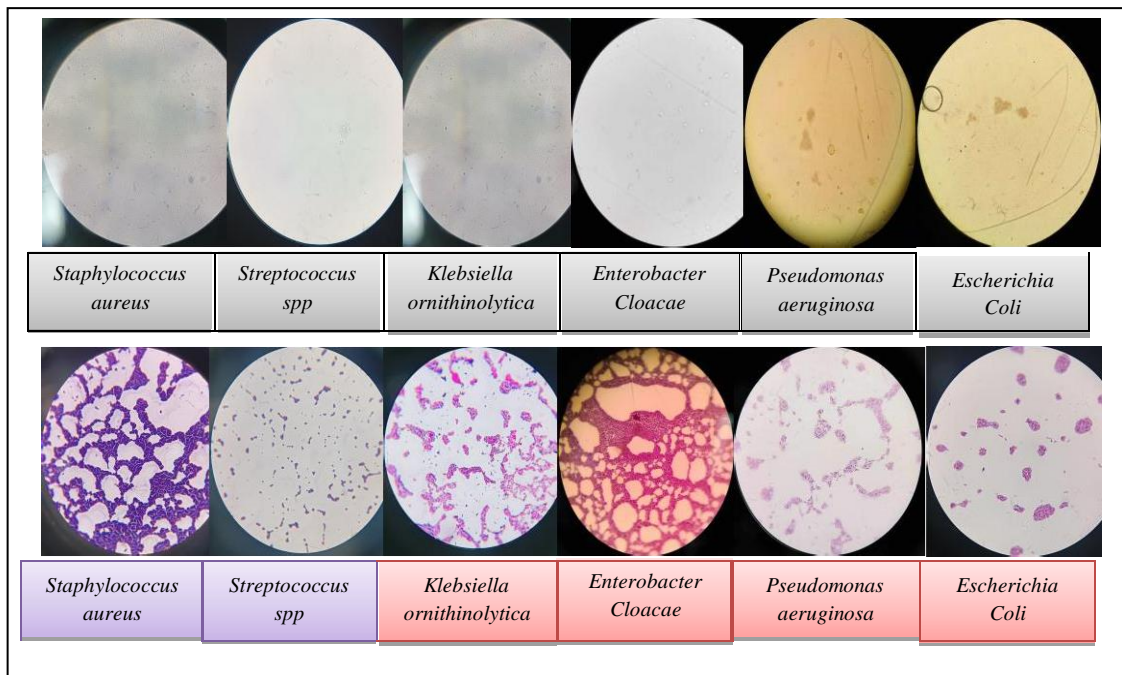 Staphylococcus
aureus
Streptococcus
spp
Klebsiella
ornithinolytica
Enterobacter
Cloacae
Pseudomonas
aeruginosa
Escherichia
Coli
Staphylococcus
aureus
Streptococcus
spp
Klebsiella
ornithinolytica
Enterobacter
Cloacae
Pseudomonas
aeruginosa
Escherichia
Coli